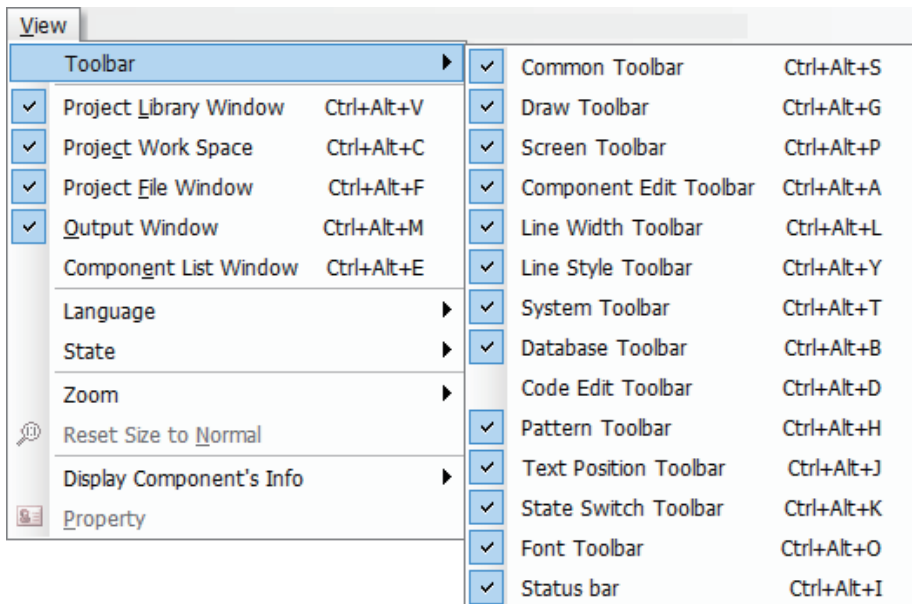 View
Toolbar
Project Library Window Ctrl+Alt+V
Project Work Space Ctrl+Alt+C
Project File Window Ctrl+Alt+F
Output Window Ctrl+Alt+M
Component List Window Ctrl+Alt+E
Language
State
Zoom
Reset Size to Normal
Display Component's Info
Property
Common Toolbar Ctrl+Alt+S
Draw Toolbar Ctrl+Alt+G
Screen Toolbar Ctrl+Alt+P
Component Edit Toolbar Ctrl+Alt+A
Line Width Toolbar Ctrl+Alt+L
Line Style Toolbar Ctrl+Alt+Y
System Toolbar Ctrl+Alt+T
Database Toolbar Ctrl+Alt+B
Code Edit Toolbar Ctrl+Alt+D
Pattern Toolbar Ctrl+Alt+H
Text Position Toolbar Ctrl+Alt+J
State Switch Toolbar Ctrl+Alt+K
Font Toolbar Ctrl+Alt+O
Status bar Ctrl+Alt+I